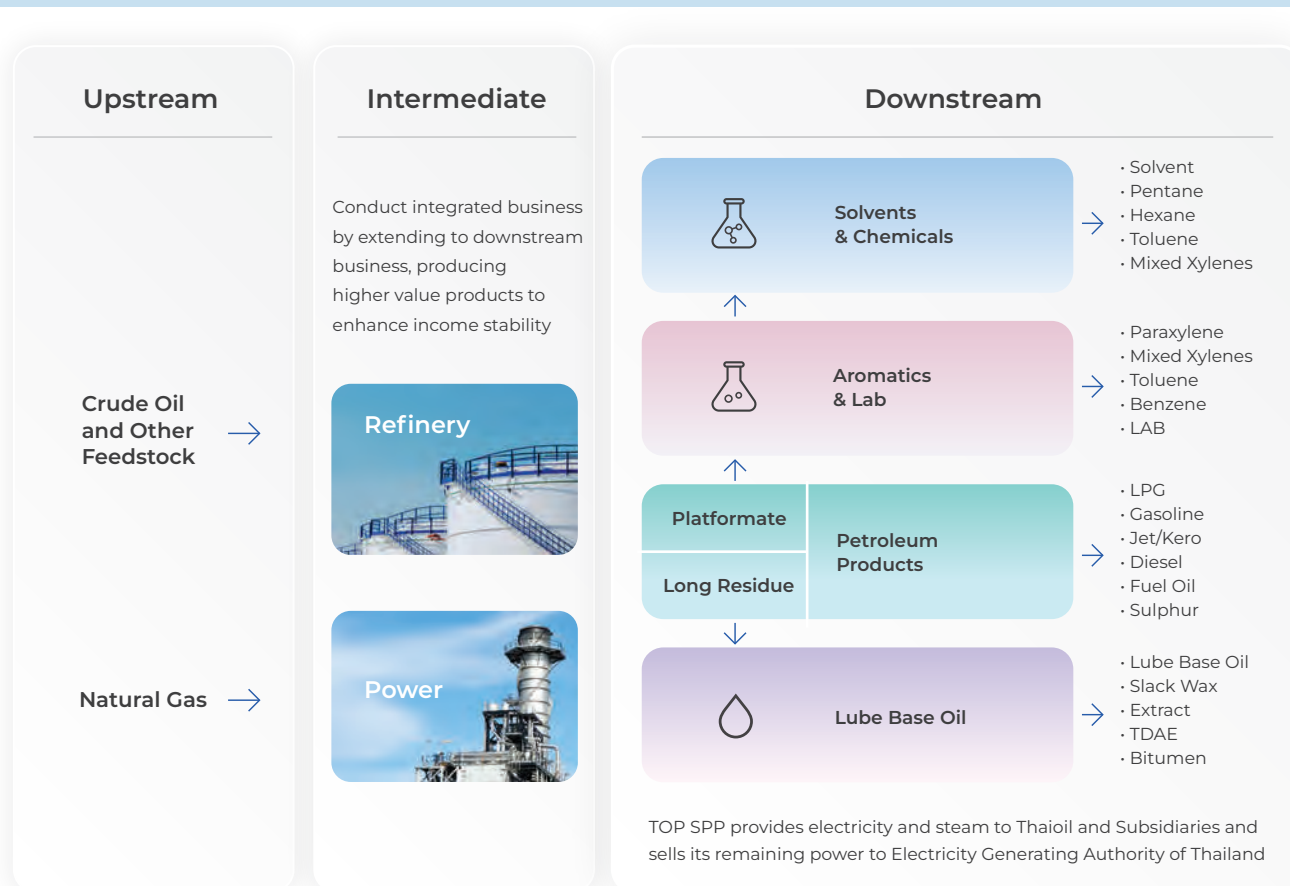 Upstream
Crude Oil
and Other
Feedstock
Natural Gas
Intermediate
Conduct integrated business
by extending to downstream
business, producing
higher value products to
enhance income stability
Refinery
Power
Downstream
Solvents
& Chemicals
• Solvent
• Pentane
• Hexane
• Toluene
• Mixed Xylenes
Aromatics
& Lab
• Paraxylene
• Mixed Xylenes
• Toluene
• Benzene
• LAB
Platformate
Long Residue
Petroleum
Products
• LPG
• Gasoline
• Jet/Kero
• Diesel
• Fuel Oil
• Sulphur
Lube Base Oil
• Lube Base Oil
• Slack Wax
• Extract
• TDAE
• Bitumen
TOP SPP provides electricity and steam to Thaioil and Subsidiaries and
sells its remaining power to Electricity Generating Authority of Thailand